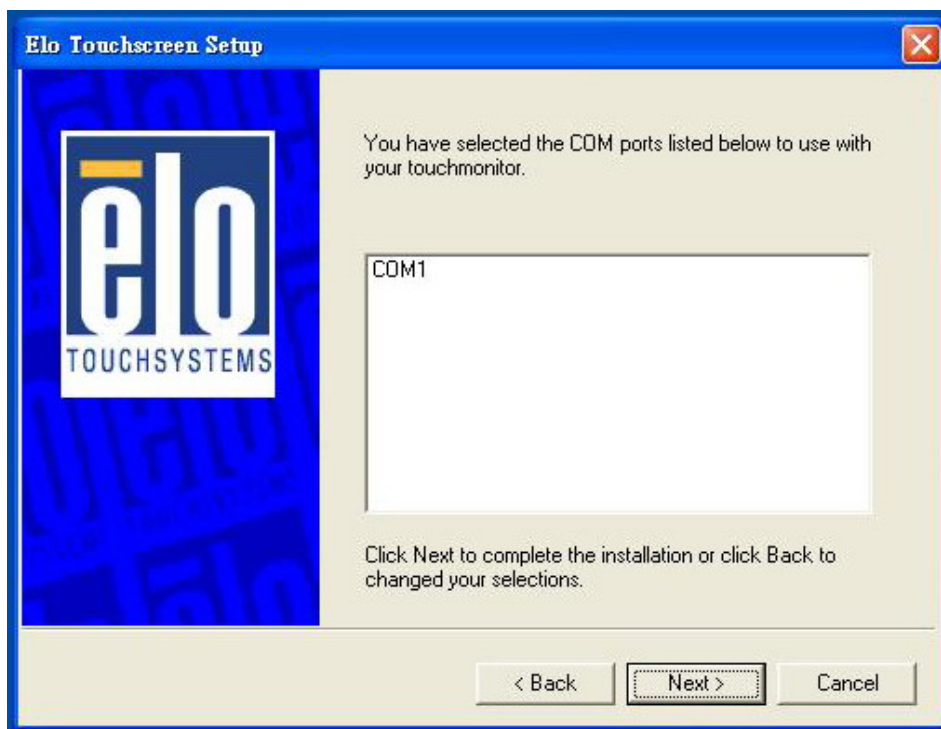 Elo Touchscreen Setup
elo
TOUCHSYSTEMS
You have selected the COM ports listed below to use with
your touchmonitor.
COM1
Click Next to complete the installation or click Back to
changed your selections.
< Back
Next >
Cancel